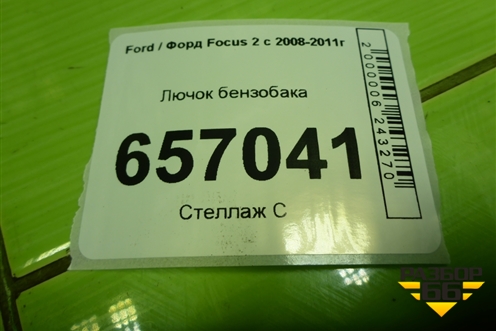 Ford / Форд Focus 2 с 2008-2011г
Лючок бензобака
657041
Стеллаж С
2000006243270
РАЗБОР
66